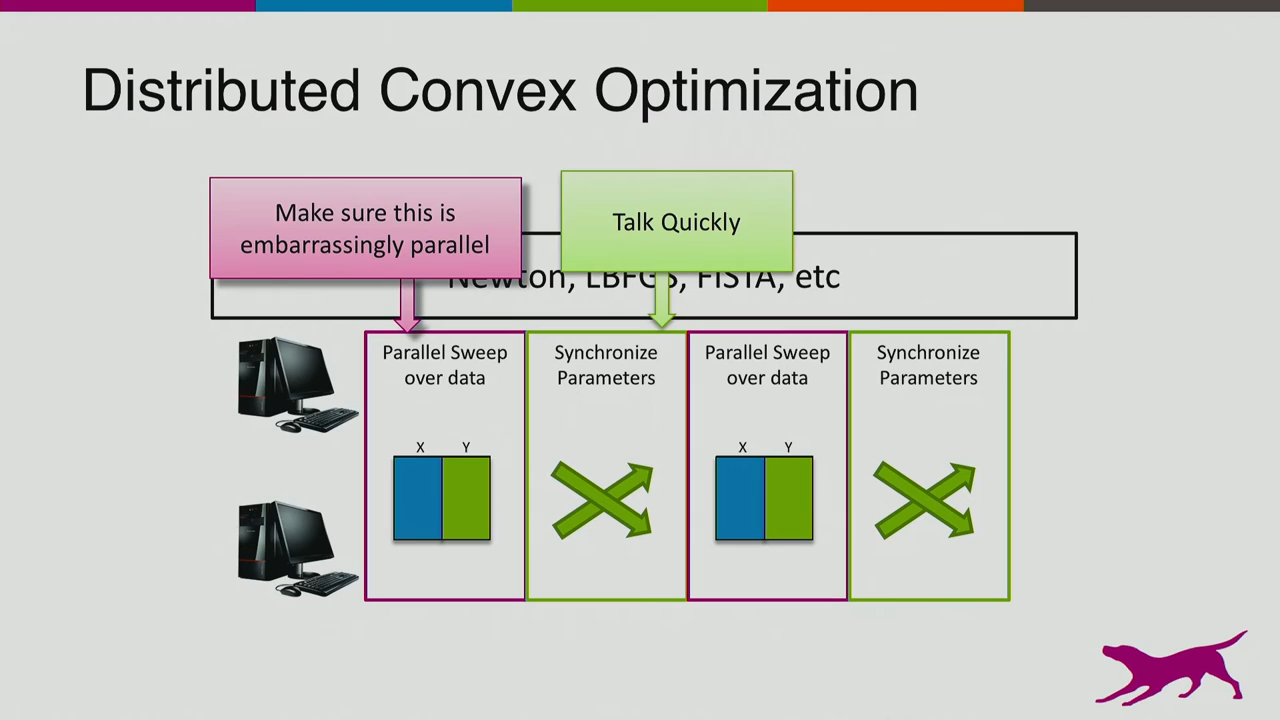 Distributed Convex Optimization
Make sure this is
embarrassingly parallel
Talk Quickly
Newton, LBFGS, FISTA, etc
Parallel Sweep
over data
Synchronize
Parameters
Parallel Sweep
over data
Synchronize
Parameters
X Y
X Y